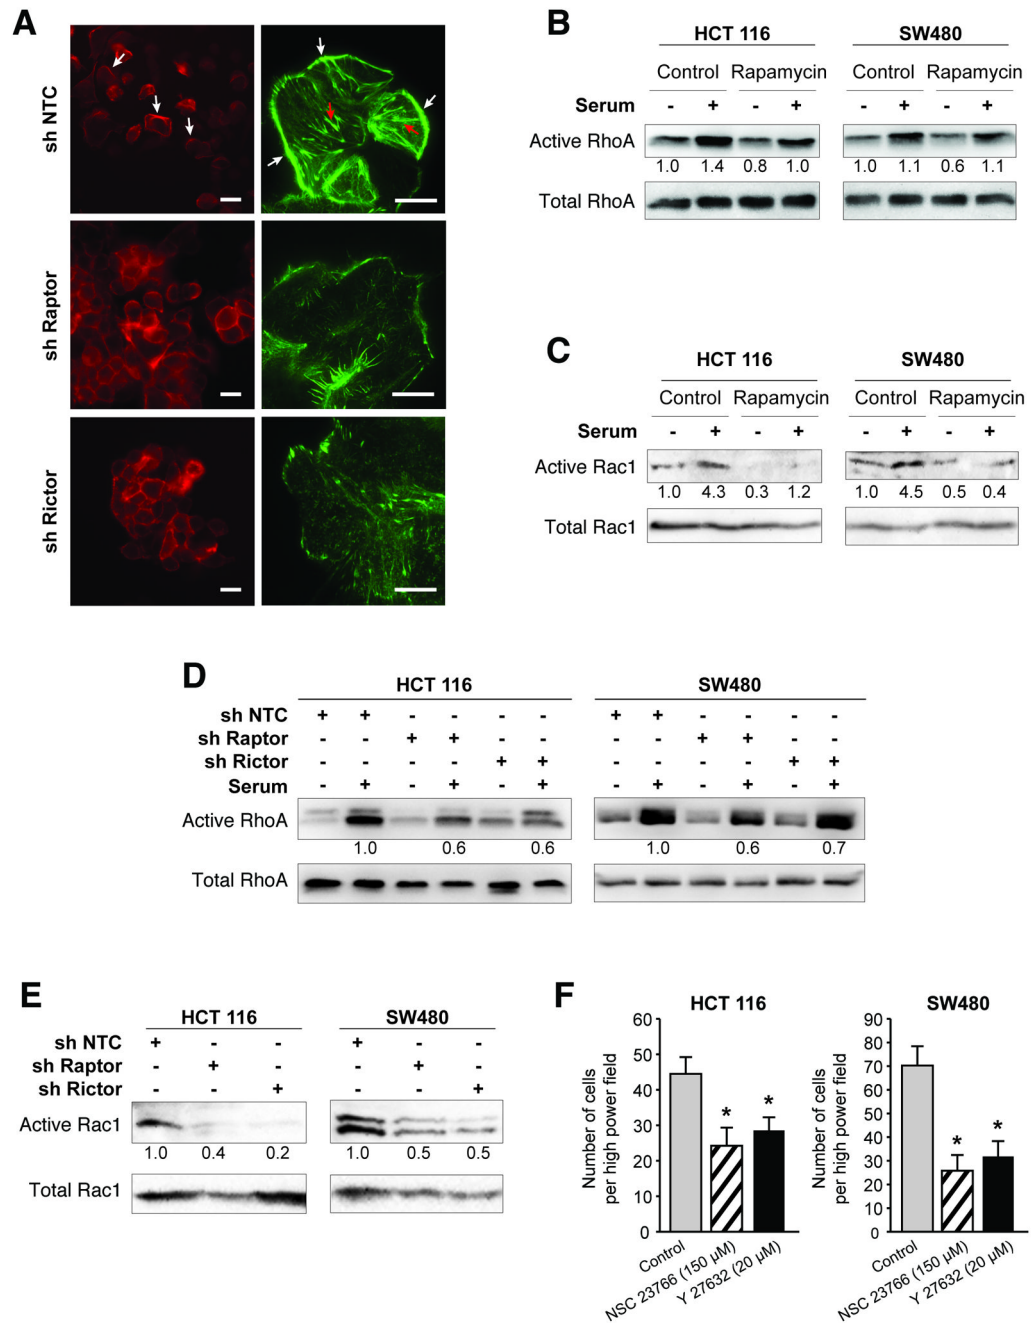 A
sh NTC
sh Raptor
sh Rictor
B
HCT 116 SW480
Control Rapamycin Control Rapamycin
Serum - + - + - + - +
Active RhoA
1.0 1.4 0.8 1.0 1.0 1.1 0.6 1.1
Total RhoA
C
HCT 116 SW480
Control Rapamycin Control Rapamycin
Serum - + - + - + - +
Active Rac1
1.0 4.3 0.3 1.2 1.0 4.5 0.5 0.4
Total Rac1
D
HCT 116 SW480
sh NTC + + - - - - + + - - - -
sh Raptor - - + + - - - - + + - -
sh Rictor - - - - + + - - - - + +
Serum - + - + - + - + - + - +
Active RhoA
1.0 0.6 0.6 1.0 0.6 0.7
Total RhoA
E
HCT 116 SW480
sh NTC + - - + - -
sh Raptor - + - - + -
sh Rictor - - + - - +
Active Rac1
1.0 0.4 0.2 1.0 0.5 0.5
Total Rac1
F
HCT 116
Number of cells
per high power field
60
50
40
30
20
10
0
* *
Control
NSC 23766 (150 µM)
Y 27632 (20 µM)
SW480
Number of cells
per high power field
90
80
70
60
50
40
30
20
10
0
* *
Control
NSC 23766 (150 µM)
Y 27632 (20 µM)